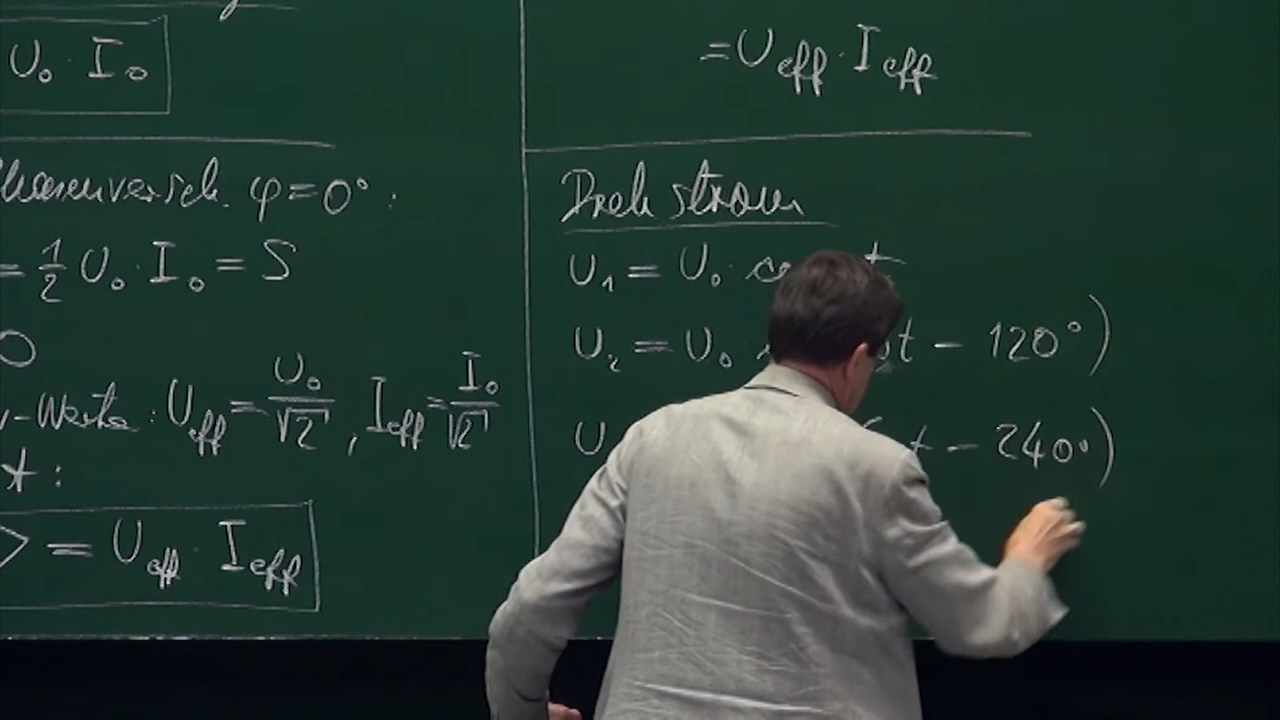 U₀ · I₀
φ = 0° :
= ½ U₀ · I₀ = S
0
-Werte : U_eff = U₀/√2 , I_eff = I₀/√2
* :
> = U_eff · I_eff
= U_eff · I_eff
Drehstrom
U₁ = U₀ · co t
U₂ = U₀ t − 120°)
U ( t − 240°)